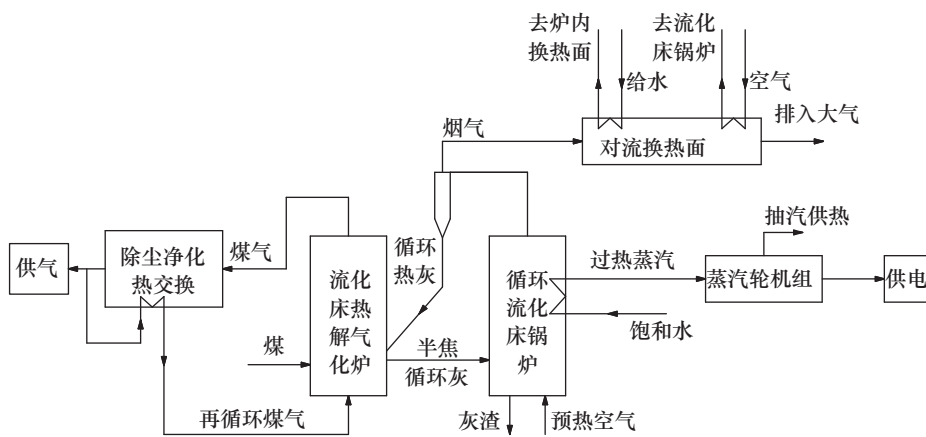 去炉内
换热面
去流化
床锅炉
给水
空气
烟气
对流换热面
排入大气
抽汽供热
供气
煤气
除尘净化
热交换
循环
热灰
流化
床热
解气
化炉
循环
流化
床锅
炉
过热蒸汽
蒸汽轮机组
供电
饱和水
煤
半焦
循环灰
再循环煤气
灰渣
预热空气